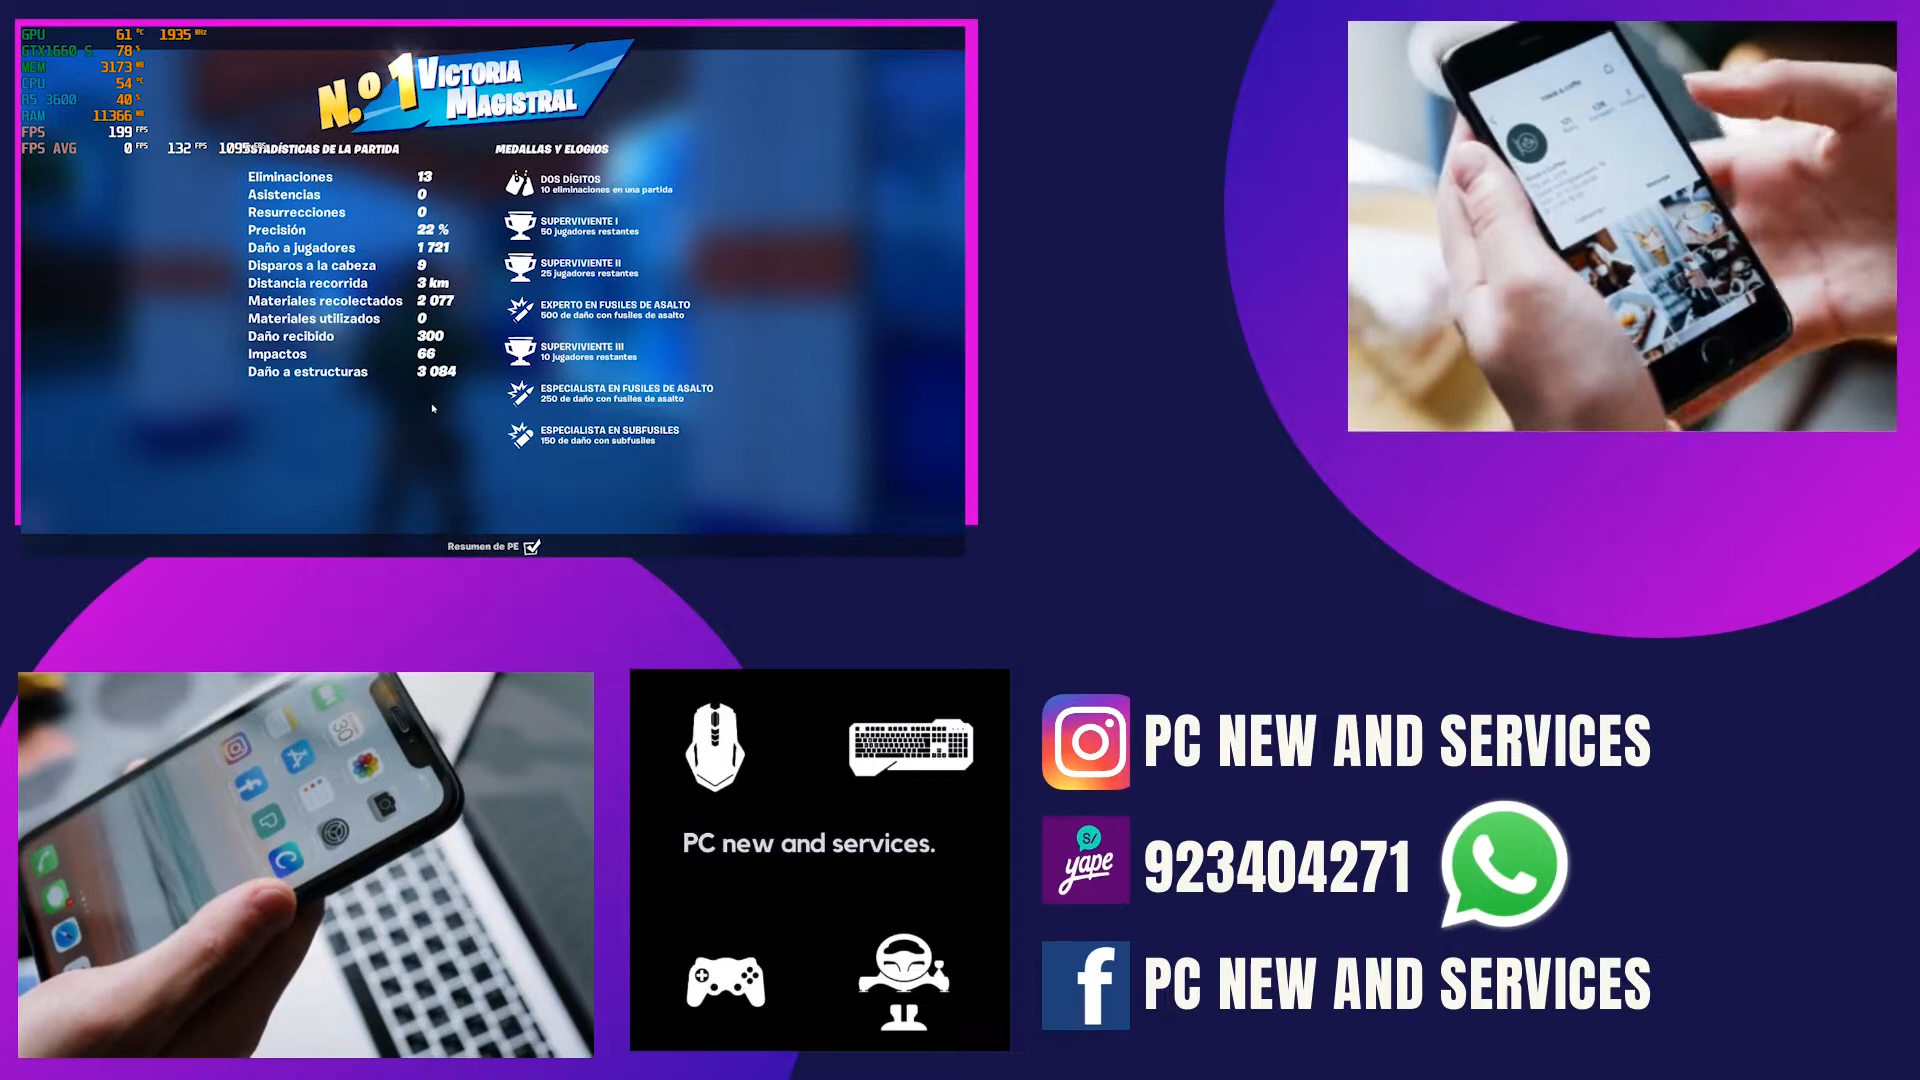 GPU 61 °C 1935 MHz
GTX1660 S 78 %
MEM 3173 MB
CPU 54 °C
R5 3600 40 %
RAM 11366 MB
FPS 199 FPS
FPS AVG 0 FPS 132 FPS 1095
N.º 1 VICTORIA
MAGISTRAL
ESTADÍSTICAS DE LA PARTIDA
Eliminaciones 13
Asistencias 0
Resurrecciones 0
Precisión 22 %
Daño a jugadores 1 721
Disparos a la cabeza 9
Distancia recorrida 3 km
Materiales recolectados 2 077
Materiales utilizados 0
Daño recibido 300
Impactos 66
Daño a estructuras 3 084
MEDALLAS Y ELOGIOS
DOS DÍGITOS
10 eliminaciones en una partida
SUPERVIVIENTE I
50 jugadores restantes
SUPERVIVIENTE II
25 jugadores restantes
EXPERTO EN FUSILES DE ASALTO
500 de daño con fusiles de asalto
SUPERVIVIENTE III
10 jugadores restantes
ESPECIALISTA EN FUSILES DE ASALTO
250 de daño con fusiles de asalto
ESPECIALISTA EN SUBFUSILES
150 de daño con subfusiles
Resumen de PE
30
PC new and services.
PC NEW AND SERVICES
S/
yape
923404271
PC NEW AND SERVICES